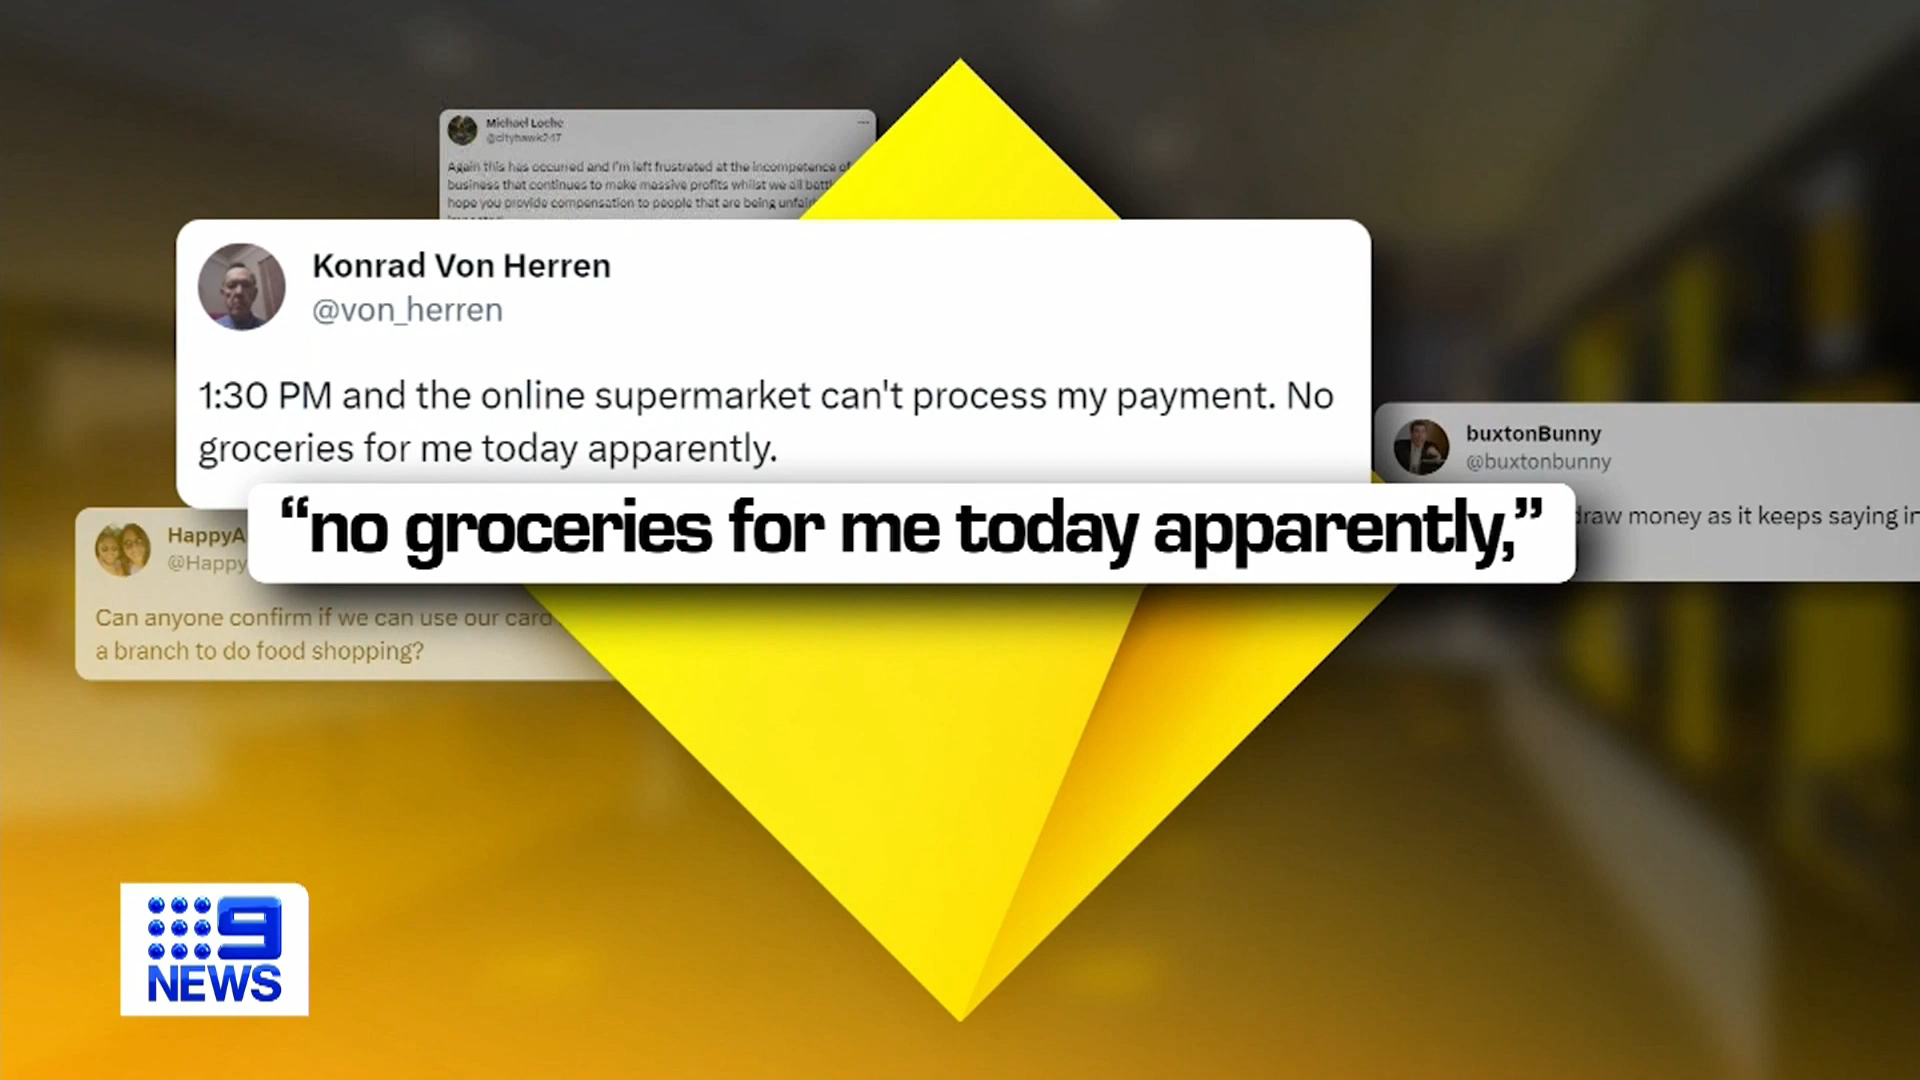 Michael Loche
@cityhawk247
Again this has occurred and I'm left frustrated at the incompetence of
business that continues to make massive profits whilst we all
hope you provide compensation to people that are being
Konrad Von Herren
@von_herren
1:30 PM and the online supermarket can't process my payment. No
groceries for me today apparently.
buxtonBunny
@buxtonbunny
draw money as it keeps saying
“no groceries for me today apparently,”
HappyA
@Happy
Can anyone confirm if we can use our card
a branch to do food shopping?
9
NEWS